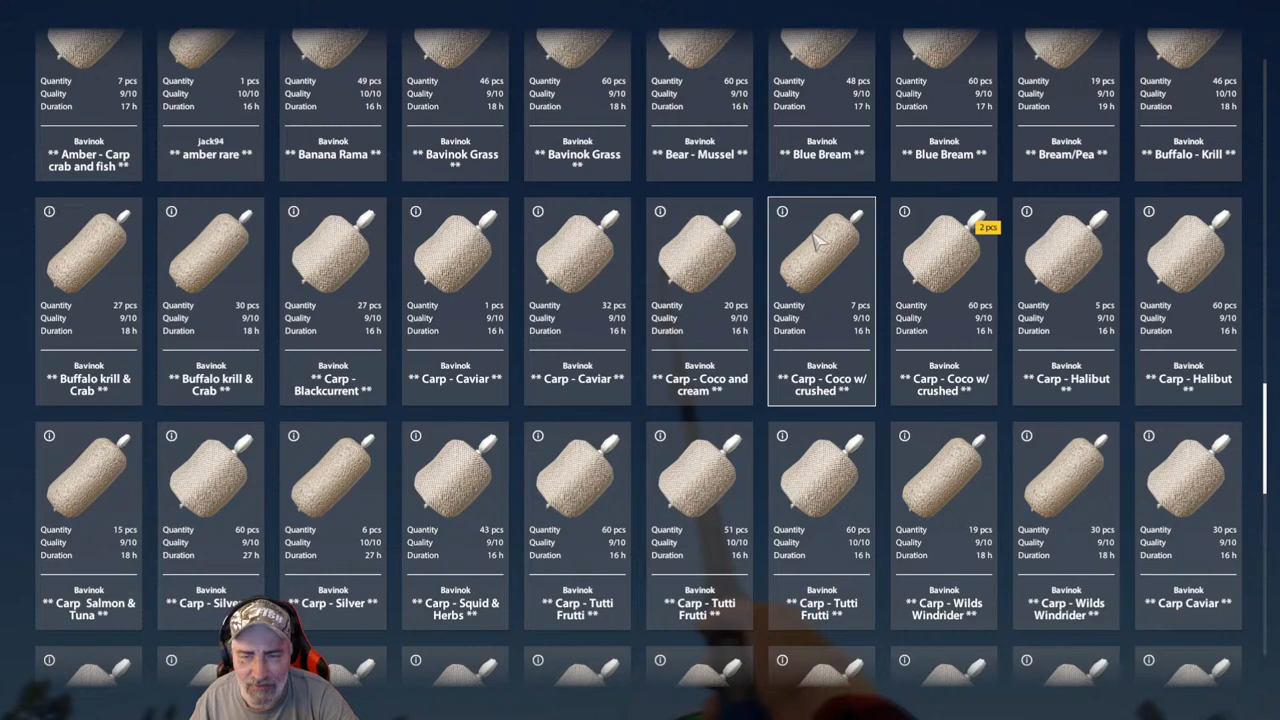 Quantity 7 pcs
Quality 9/10
Duration 17 h
Bavinok
** Amber - Carp
crab and fish **
Quantity 1 pcs
Quality 10/10
Duration 16 h
jack94
** amber rare **
Quantity 49 pcs
Quality 10/10
Duration 16 h
Bavinok
** Banana Rama **
Quantity 46 pcs
Quality 9/10
Duration 18 h
Bavinok
** Bavinok Grass
**
Quantity 60 pcs
Quality 9/10
Duration 18 h
Bavinok
** Bavinok Grass
**
Quantity 60 pcs
Quality 9/10
Duration 16 h
Bavinok
** Bear - Mussel **
Quantity 48 pcs
Quality 9/10
Duration 17 h
Bavinok
** Blue Bream **
Quantity 60 pcs
Quality 9/10
Duration 17 h
Bavinok
** Blue Bream **
Quantity 19 pcs
Quality 9/10
Duration 19 h
Bavinok
** Bream/Pea **
Quantity 46 pcs
Quality 10/10
Duration 18 h
Bavinok
** Buffalo - Krill **
Quantity 27 pcs
Quality 9/10
Duration 18 h
Bavinok
** Buffalo krill &
Crab **
Quantity 30 pcs
Quality 9/10
Duration 18 h
Bavinok
** Buffalo krill &
Crab **
Quantity 27 pcs
Quality 9/10
Duration 16 h
Bavinok
** Carp -
Blackcurrent **
Quantity 1 pcs
Quality 9/10
Duration 16 h
Bavinok
** Carp - Caviar **
Quantity 32 pcs
Quality 9/10
Duration 16 h
Bavinok
** Carp - Caviar **
Quantity 20 pcs
Quality 9/10
Duration 16 h
Bavinok
** Carp - Coco and
cream **
Quantity 7 pcs
Quality 9/10
Duration 16 h
Bavinok
** Carp - Coco w/
crushed **
2 pcs
Quantity 60 pcs
Quality 9/10
Duration 16 h
Bavinok
** Carp - Coco w/
crushed **
Quantity 5 pcs
Quality 9/10
Duration 16 h
Bavinok
** Carp - Halibut
**
Quantity 60 pcs
Quality 9/10
Duration 16 h
Bavinok
** Carp - Halibut
**
Quantity 15 pcs
Quality 9/10
Duration 18 h
Bavinok
** Carp Salmon &
Tuna **
Quantity 60 pcs
Quality 9/10
Duration 27 h
Bavinok
** Carp - Silver
Quantity 6 pcs
Quality 10/10
Duration 27 h
Bavinok
** Carp - Silver **
Quantity 43 pcs
Quality 9/10
Duration 16 h
Bavinok
** Carp - Squid &
Herbs **
Quantity 60 pcs
Quality 9/10
Duration 16 h
Bavinok
** Carp - Tutti
Frutti **
Quantity 51 pcs
Quality 10/10
Duration 16 h
Bavinok
** Carp - Tutti
Frutti **
Quantity 60 pcs
Quality 10/10
Duration 16 h
Bavinok
** Carp - Tutti
Frutti **
Quantity 19 pcs
Quality 9/10
Duration 18 h
Bavinok
** Carp - Wilds
Windrider **
Quantity 30 pcs
Quality 9/10
Duration 18 h
Bavinok
** Carp - Wilds
Windrider **
Quantity 30 pcs
Quality 9/10
Duration 16 h
Bavinok
** Carp Caviar **